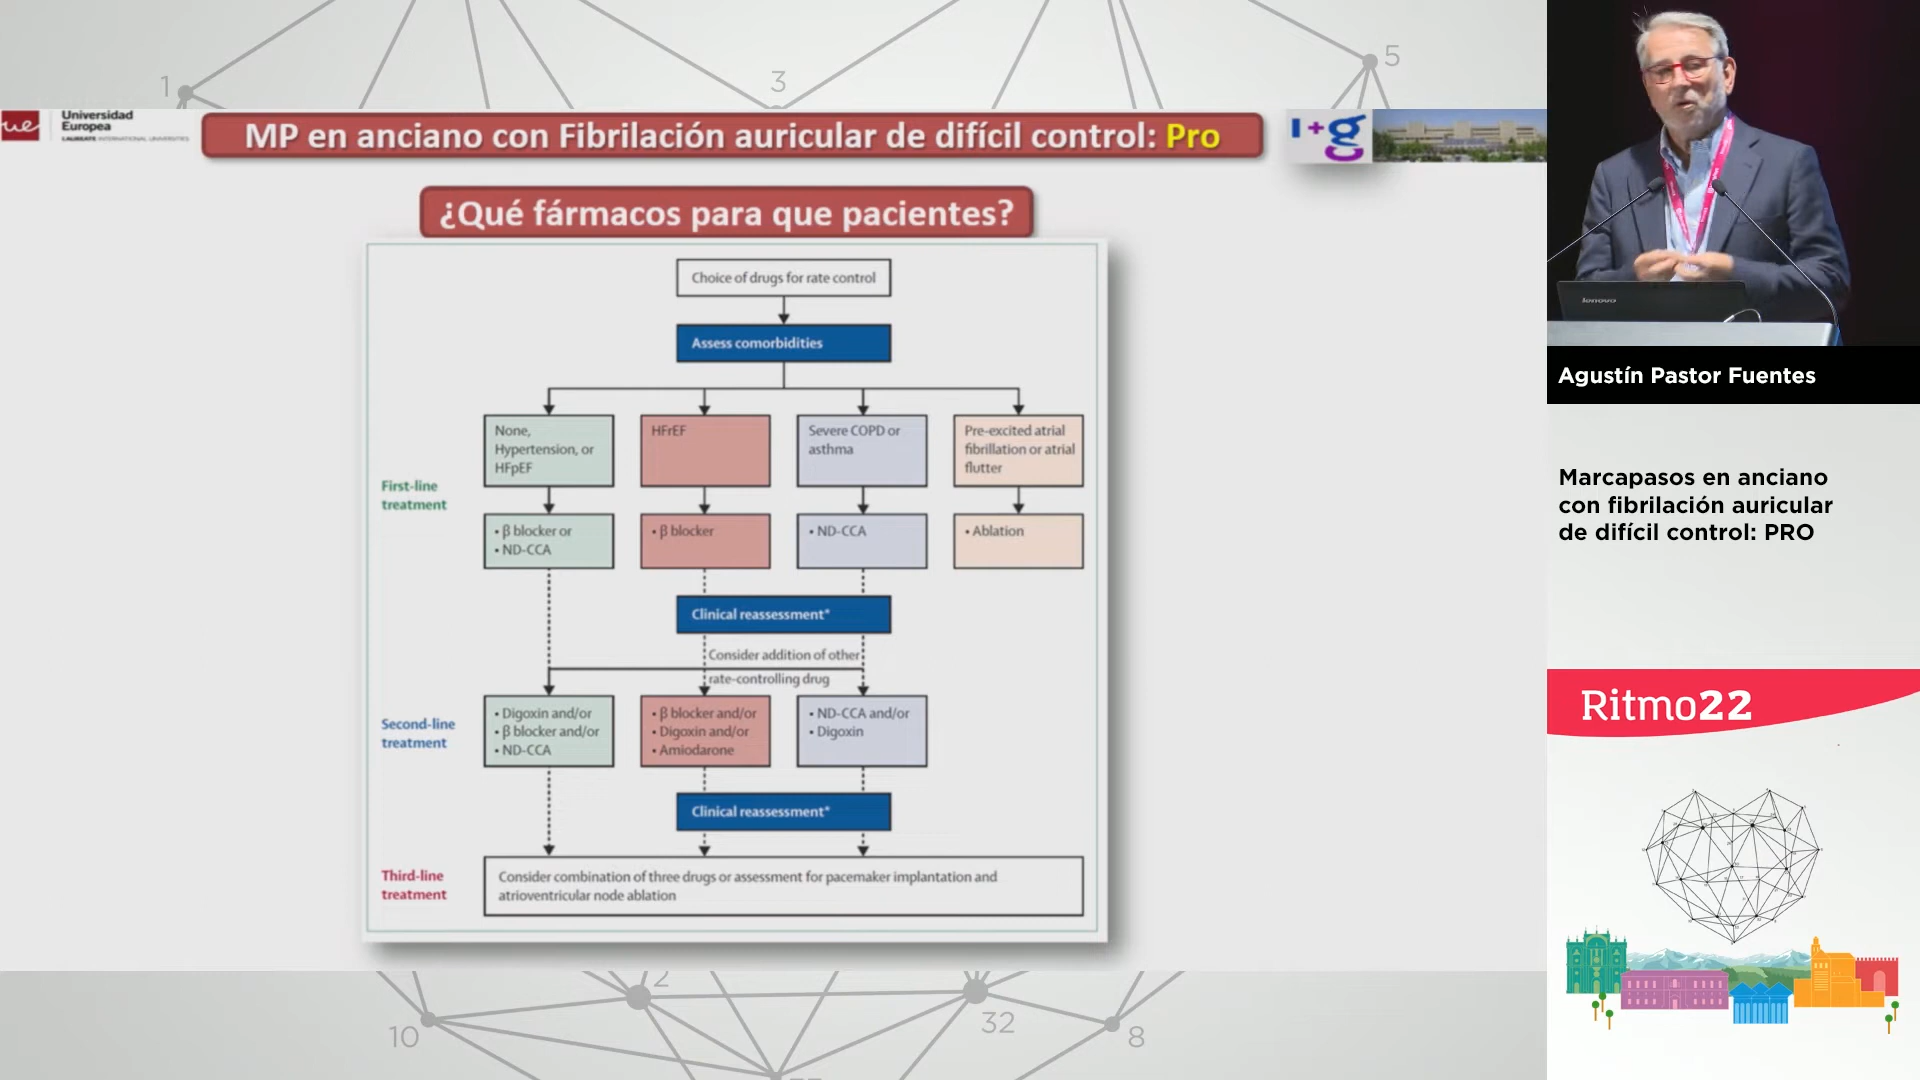 1
3
5
ue
Universidad
Europea
LAUREATE INTERNATIONAL UNIVERSITIES
MP en anciano con Fibrilación auricular de difícil control: Pro
I+g
¿Qué fármacos para que pacientes?
Choice of drugs for rate control
Assess comorbidities
None,
Hypertension, or
HFpEF
HFrEF
Severe COPD or
asthma
Pre-excited atrial
fibrillation or atrial
flutter
First-line
treatment
• β blocker or
• ND-CCA
• β blocker
• ND-CCA
• Ablation
Clinical reassessment*
Consider addition of other
rate-controlling drug
Second-line
treatment
• Digoxin and/or
• β blocker and/or
• ND-CCA
• β blocker and/or
• Digoxin and/or
• Amiodarone
• ND-CCA and/or
• Digoxin
Clinical reassessment*
Third-line
treatment
Consider combination of three drugs or assessment for pacemaker implantation and
atrioventricular node ablation
10
2
32
8
lenovo
Agustín Pastor Fuentes
Marcapasos en anciano
con fibrilación auricular
de difícil control: PRO
Ritmo22